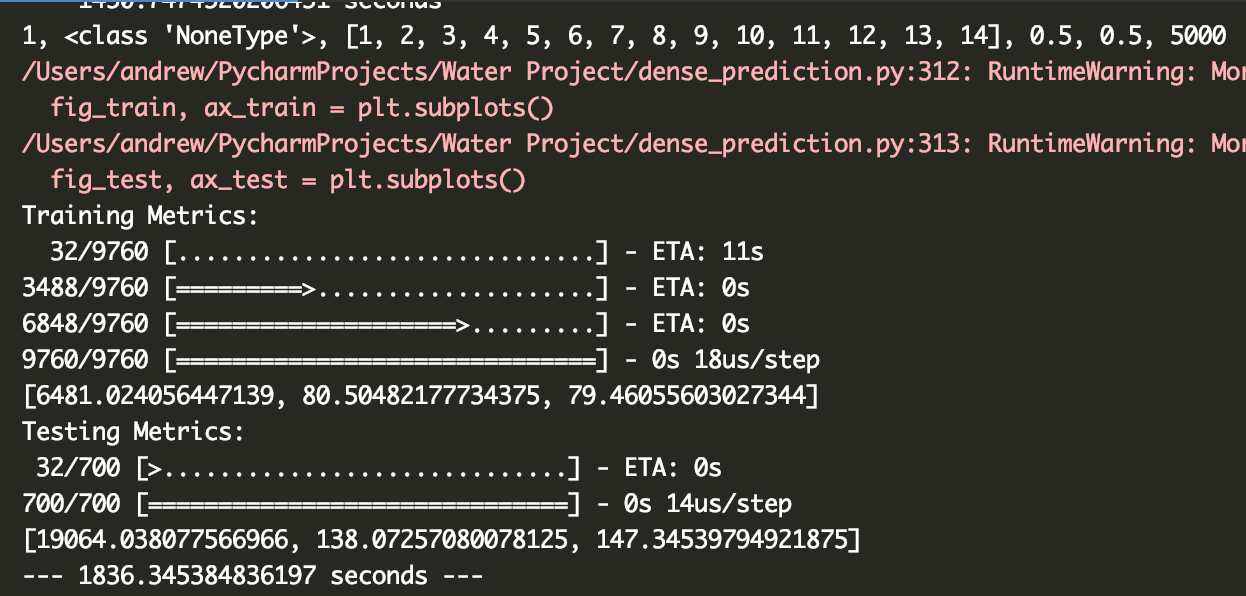 1450.7474320206451 seconds
1, <class 'NoneType'>, [1, 2, 3, 4, 5, 6, 7, 8, 9, 10, 11, 12, 13, 14], 0.5, 0.5, 5000
/Users/andrew/PycharmProjects/Water Project/dense_prediction.py:312: RuntimeWarning: Mor
fig_train, ax_train = plt.subplots()
/Users/andrew/PycharmProjects/Water Project/dense_prediction.py:313: RuntimeWarning: Mor
fig_test, ax_test = plt.subplots()
Training Metrics:
32/9760 [..............................] - ETA: 11s
3488/9760 [=========>....................] - ETA: 0s
6848/9760 [====================>.........] - ETA: 0s
9760/9760 [==============================] - 0s 18us/step
[6481.024056447139, 80.50482177734375, 79.46055603027344]
Testing Metrics:
32/700 [>.............................] - ETA: 0s
700/700 [==============================] - 0s 14us/step
[19064.038077566966, 138.07257080078125, 147.34539794921875]
--- 1836.345384836197 seconds ---